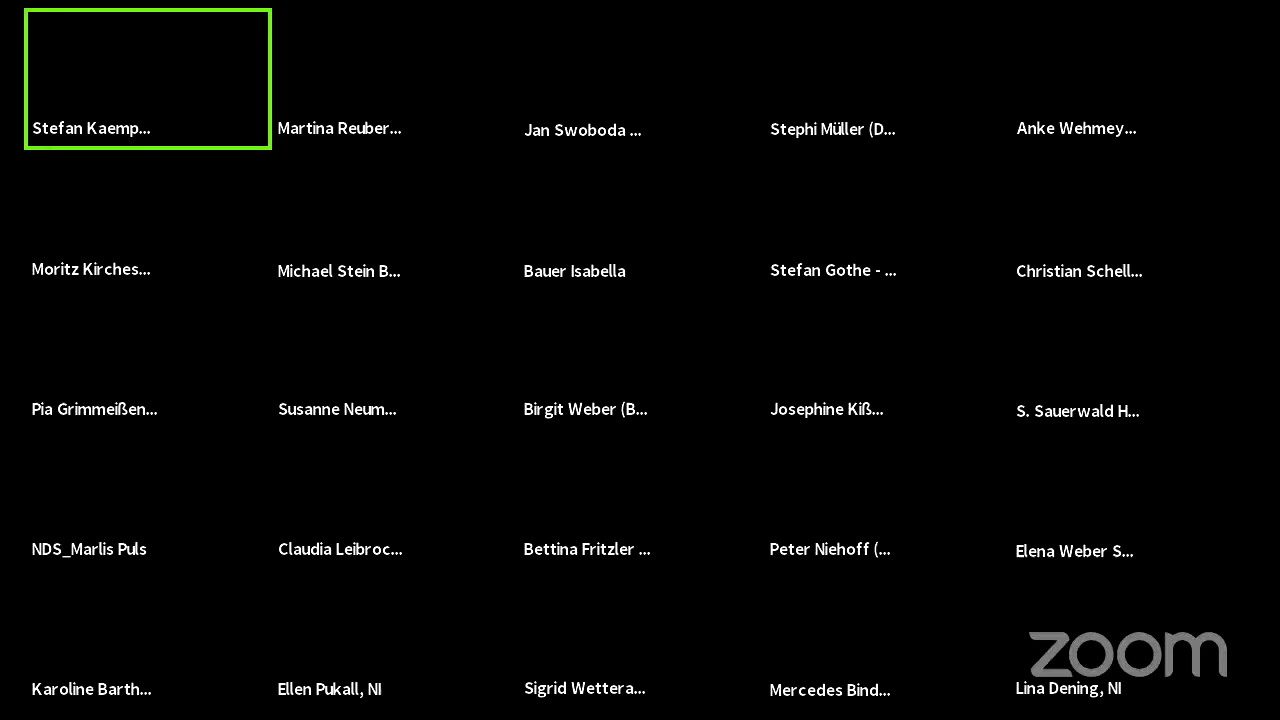 Stefan Kaemp...
Martina Reuber...
Jan Swoboda ...
Stephi Müller (D...
Anke Wehmey...
Moritz Kirches...
Michael Stein B...
Bauer Isabella
Stefan Gothe - ...
Christian Schell...
Pia Grimmeißen...
Susanne Neum...
Birgit Weber (B...
Josephine Kiß...
S. Sauerwald H...
NDS_Marlis Puls
Claudia Leibroc...
Bettina Fritzler ...
Peter Niehoff (...
Elena Weber S...
Karoline Barth...
Ellen Pukall, NI
Sigrid Wettera...
Mercedes Bind...
Lina Dening, NI
zoom